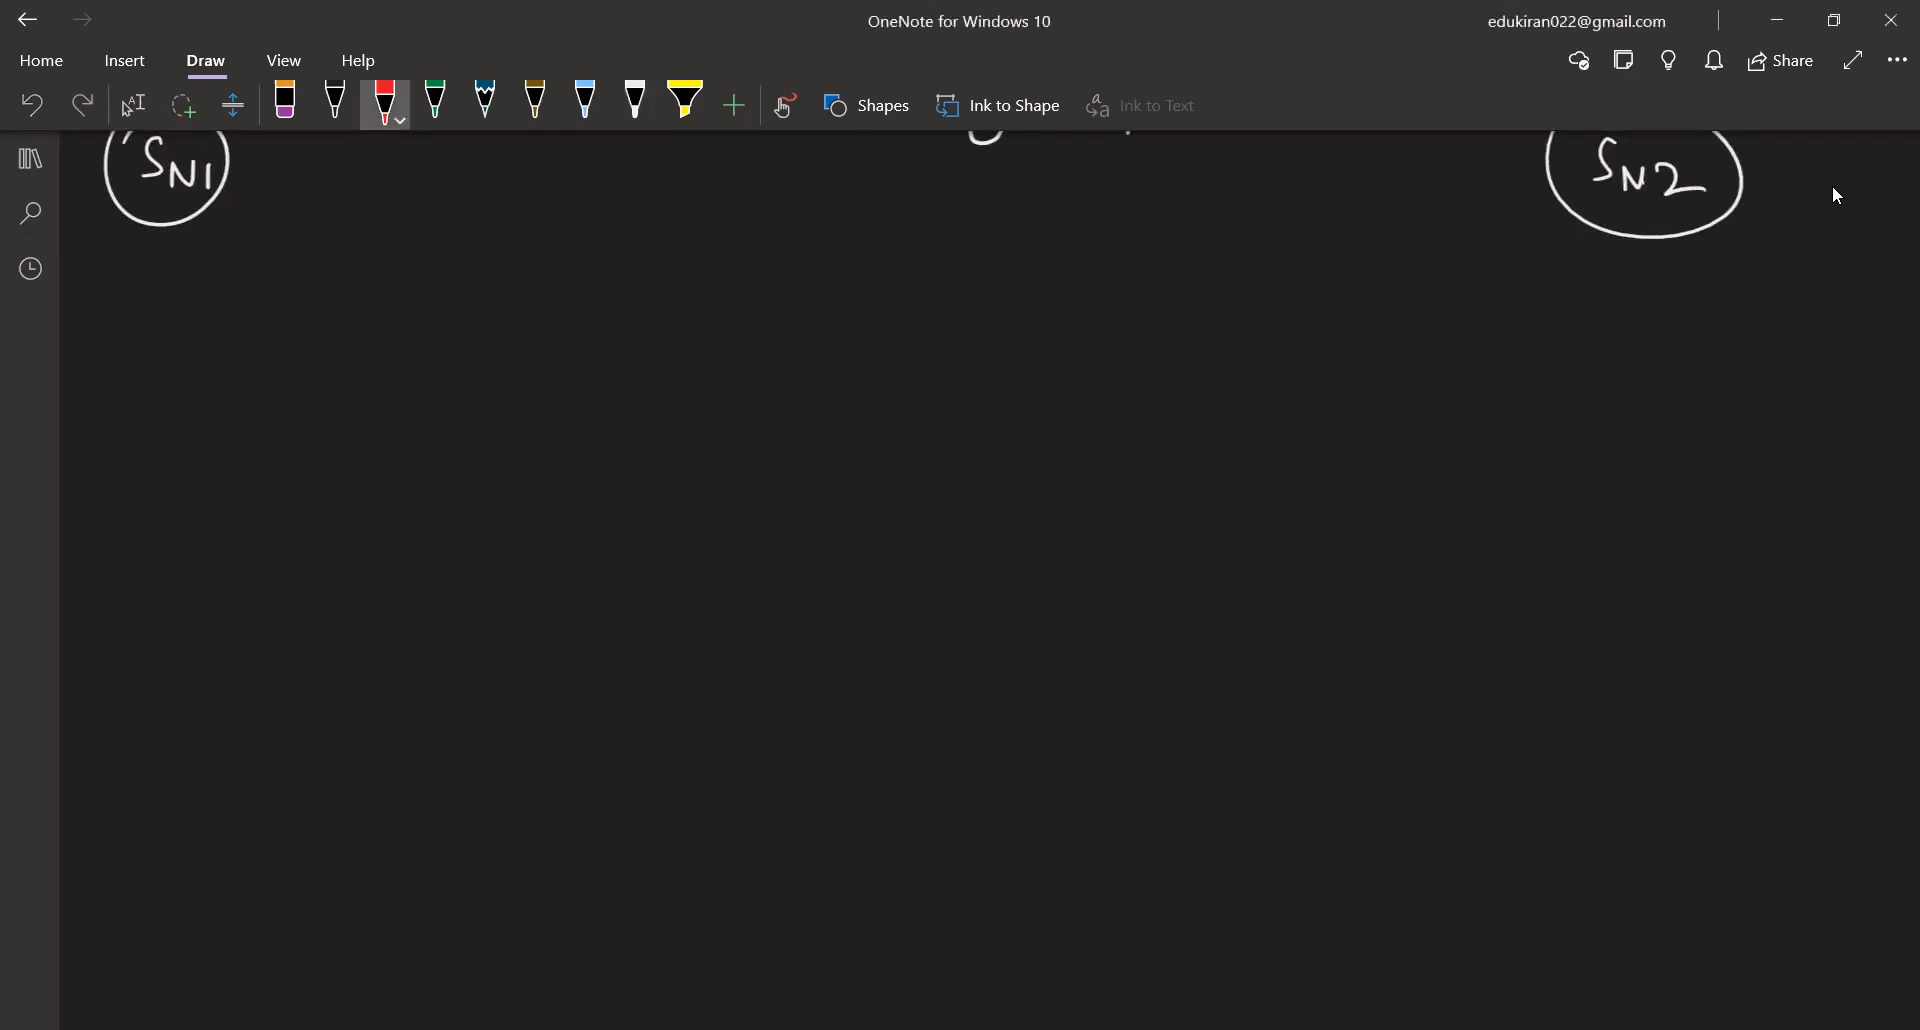 OneNote for Windows 10
edukiran022@gmail.com
Home Insert Draw View Help
Share
Shapes Ink to Shape Ink to Text
SN1 SN2